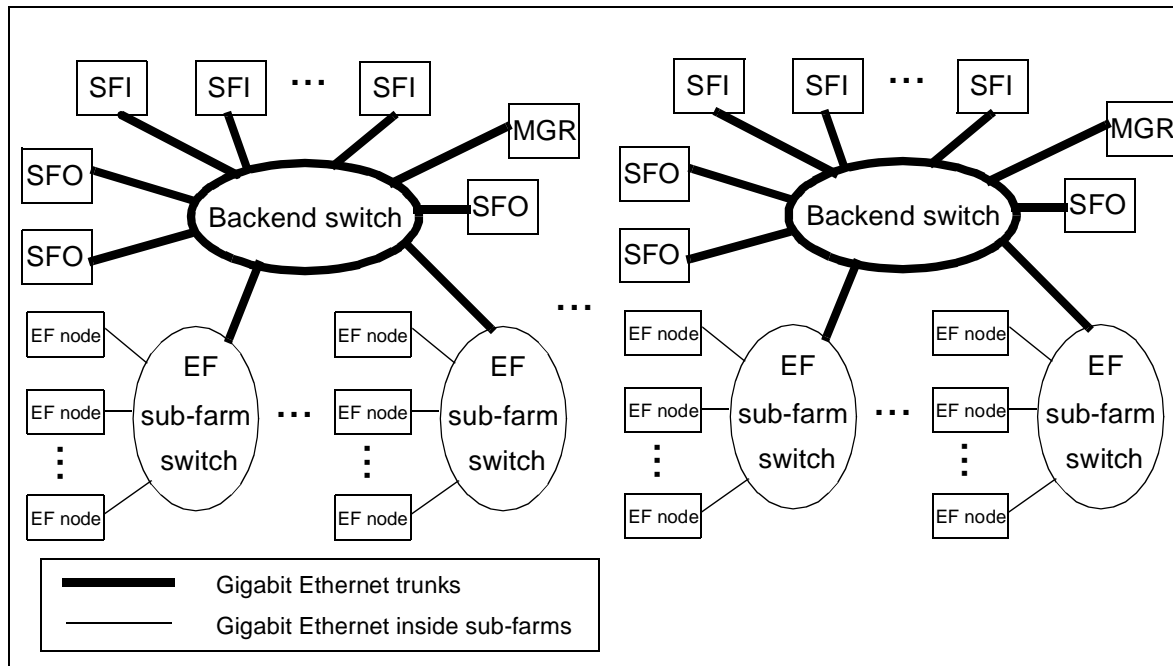 SFI SFI ... SFI
MGR
SFO
SFO
SFO
Backend switch
EF node
EF node
EF node
EF
sub-farm
switch
...
EF node
EF node
EF node
EF
sub-farm
switch
...
SFI SFI ... SFI
MGR
SFO
SFO
SFO
Backend switch
EF node
EF node
EF node
EF
sub-farm
switch
...
EF node
EF node
EF node
EF
sub-farm
switch
Gigabit Ethernet trunks
Gigabit Ethernet inside sub-farms